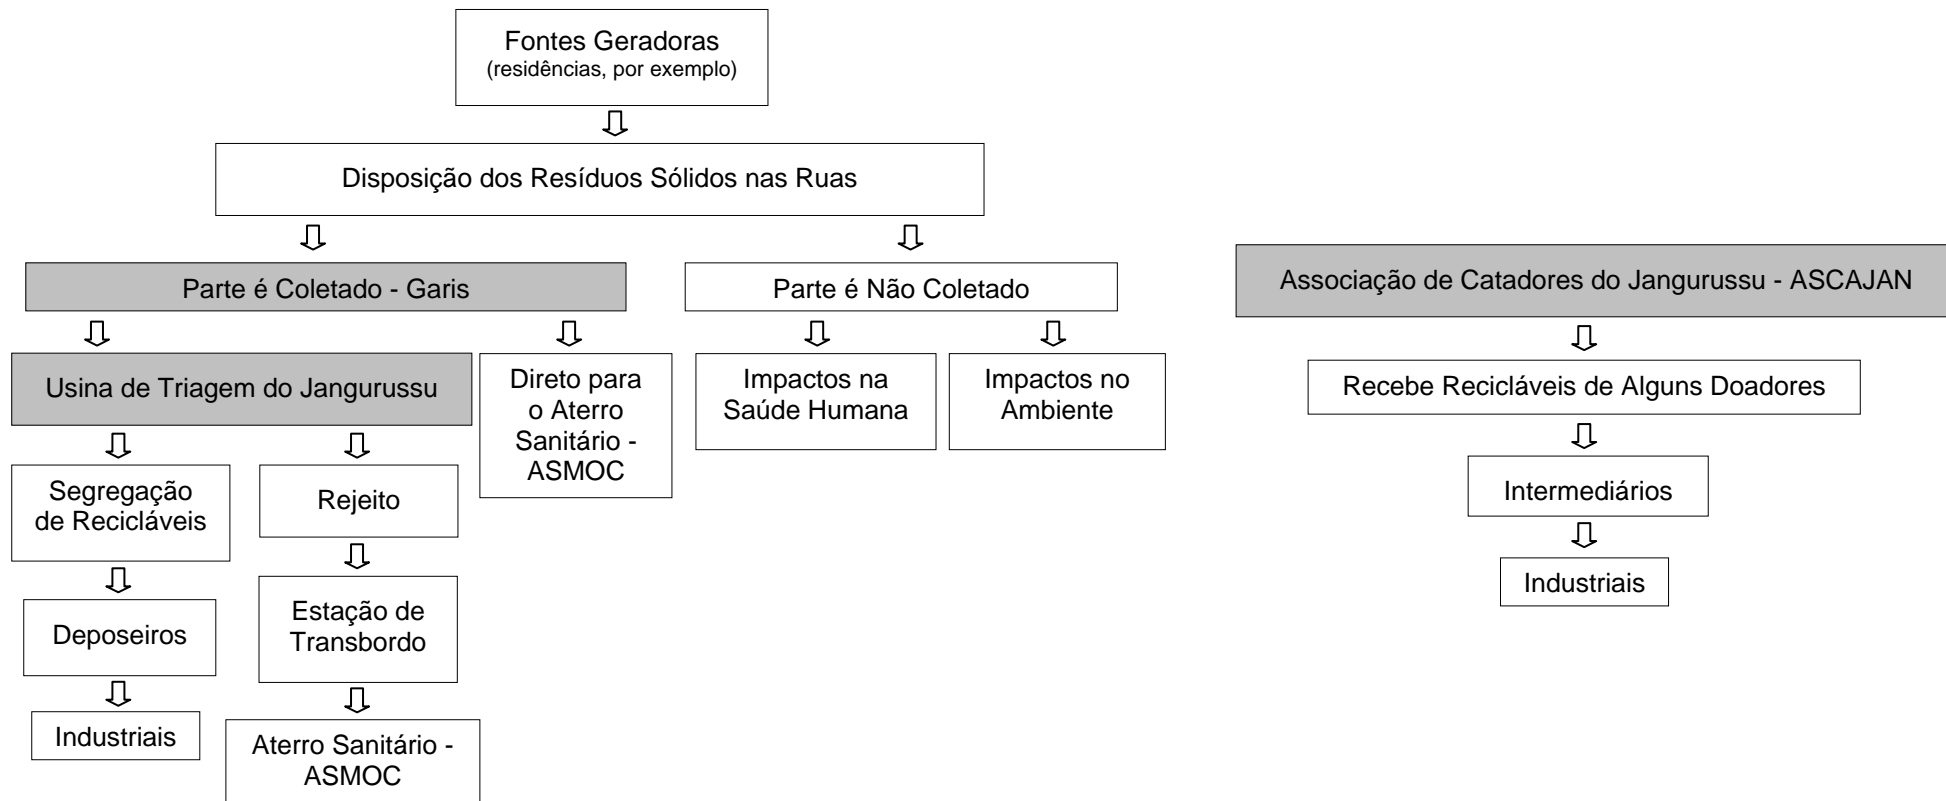 Fontes Geradoras
(residências, por exemplo)
Disposição dos Resíduos Sólidos nas Ruas
Parte é Coletado - Garis
Parte é Não Coletado
Associação de Catadores do Jangurussu - ASCAJAN
Usina de Triagem do Jangurussu
Direto para
o Aterro
Sanitário -
ASMOC
Impactos na
Saúde Humana
Impactos no
Ambiente
Recebe Recicláveis de Alguns Doadores
Segregação
de Recicláveis
Rejeito
Intermediários
Deposeiros
Estação de
Transbordo
Industriais
Industriais
Aterro Sanitário -
ASMOC